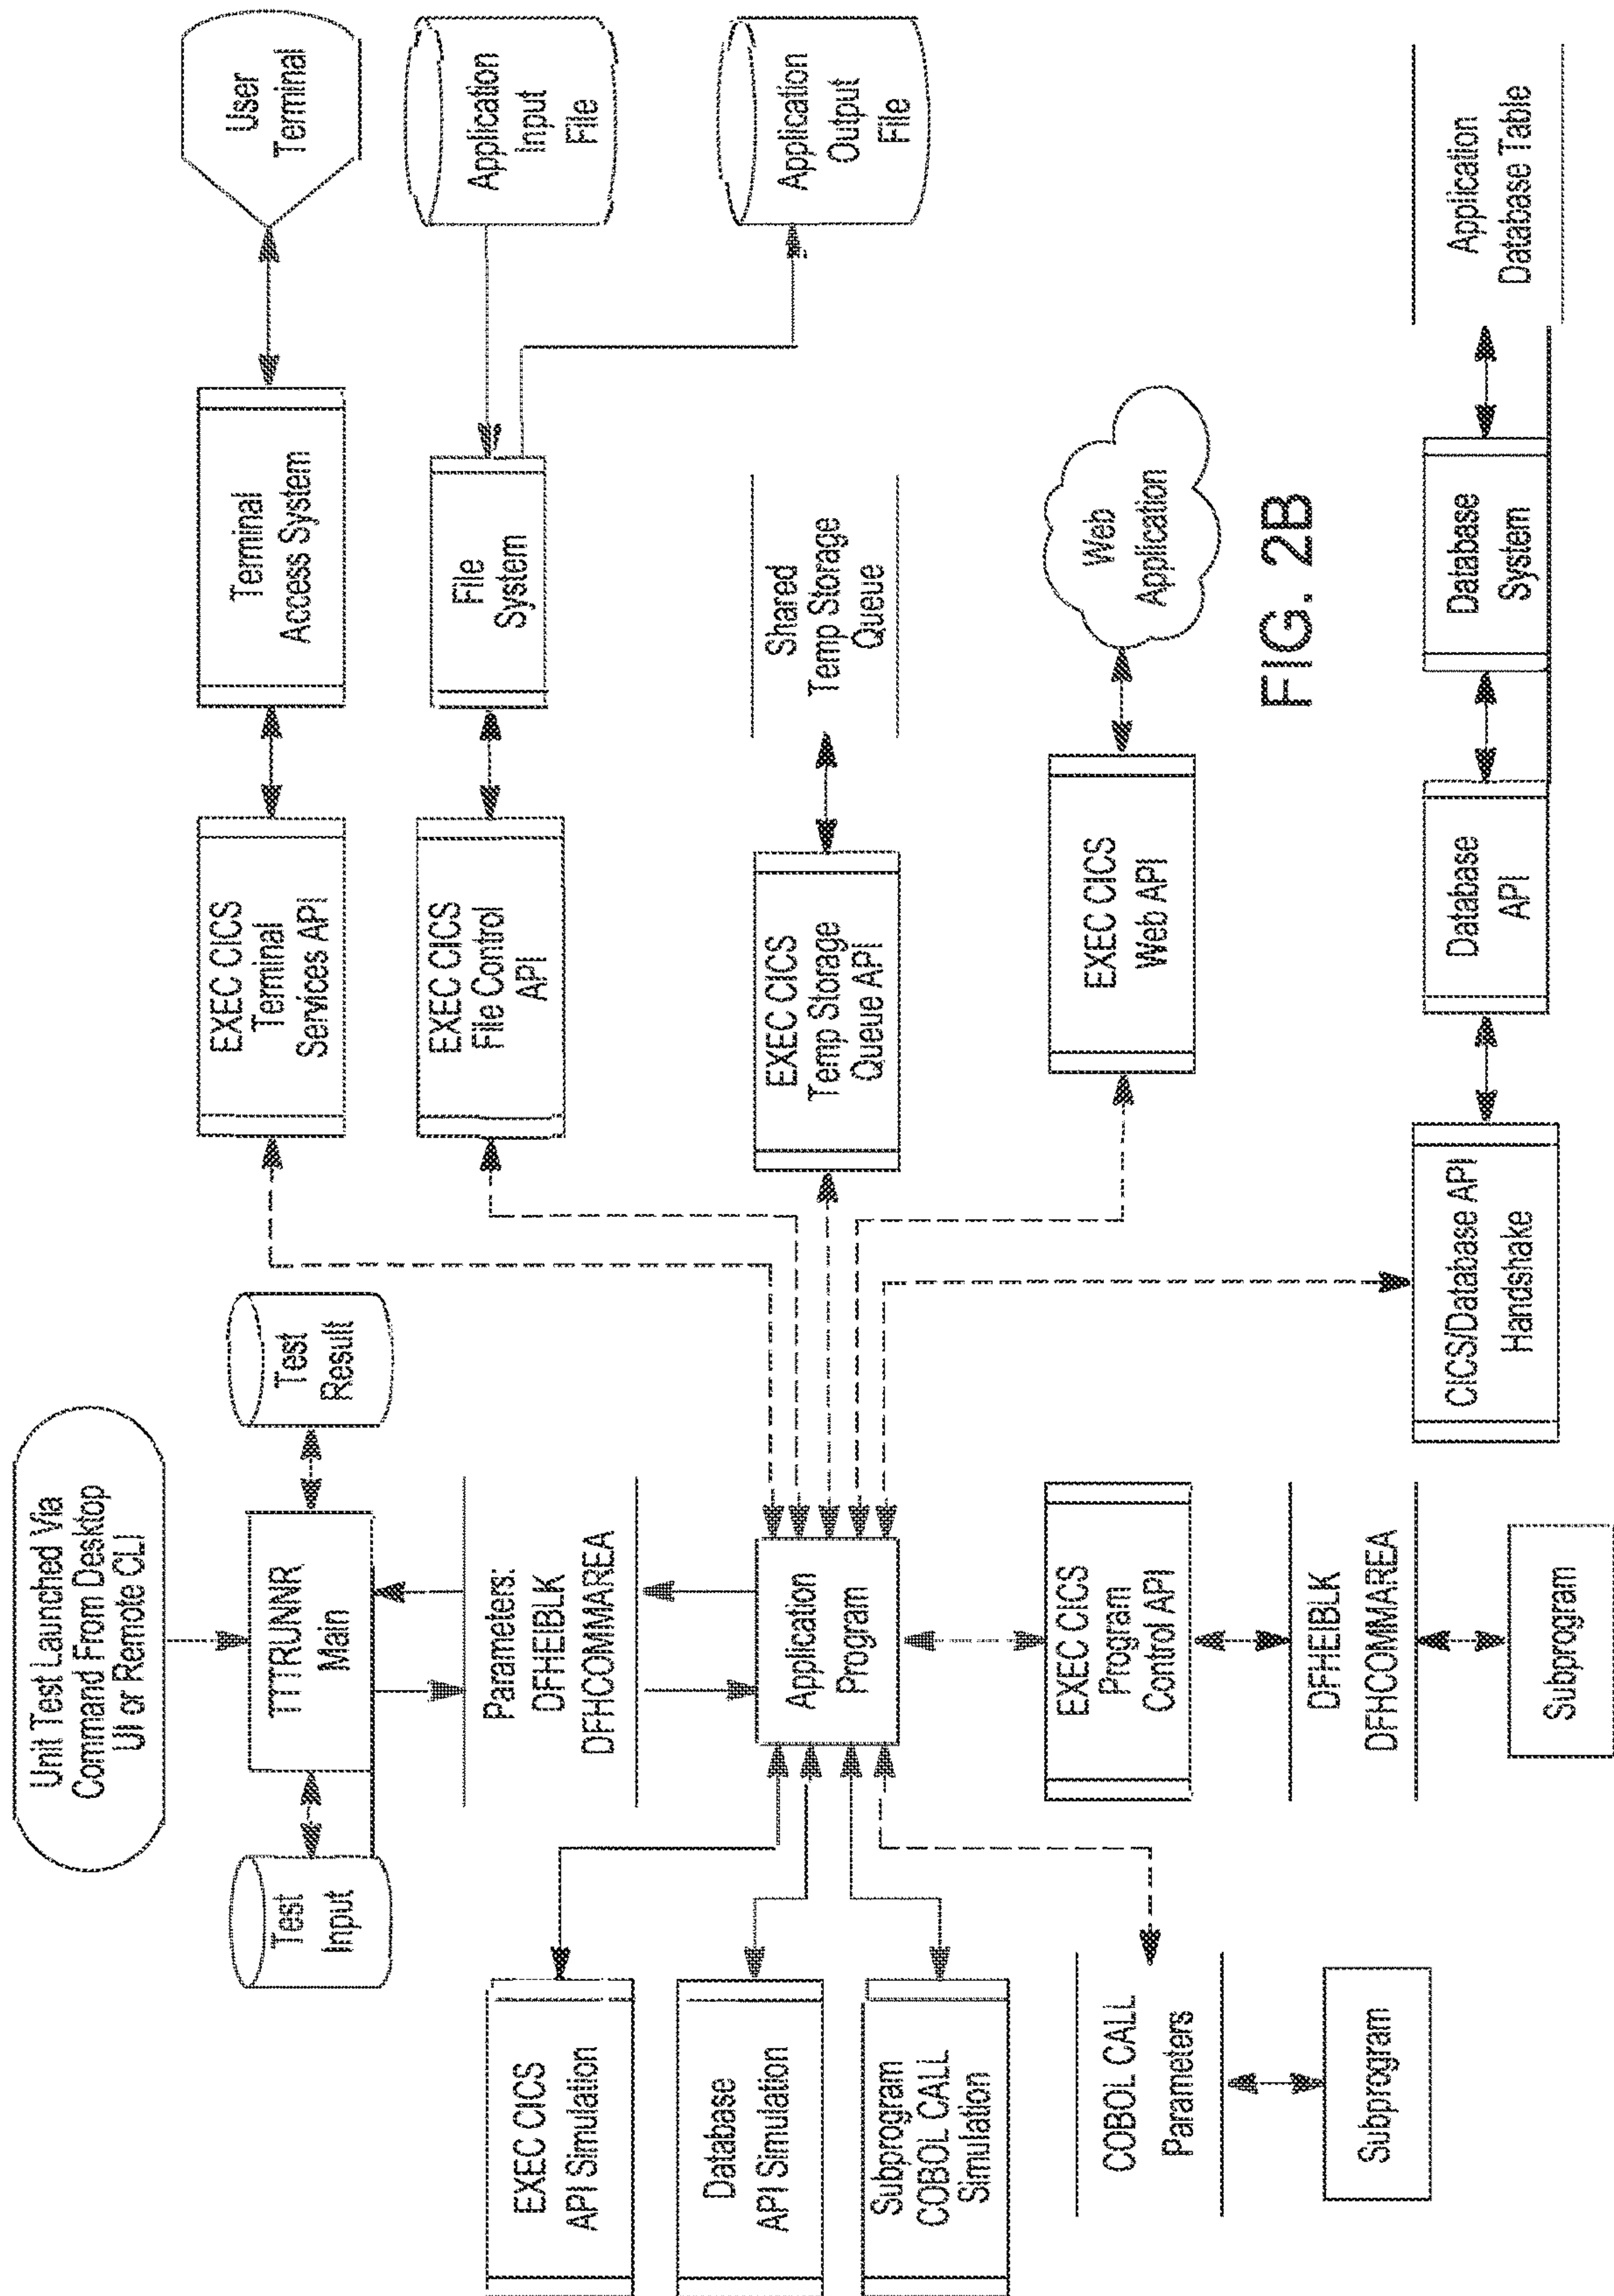 Unit Test Launched Via
Command From Desktop
UI or Remote CLI
Test
Input
TTTRUNNR
Main
Test
Result
Parameters:
DFHEIBLK
DFHCOMMAREA
Application
Program
EXEC CICS
API Simulation
Database
API Simulation
Subprogram
COBOL CALL
Simulation
COBOL CALL
Parameters
Subprogram
EXEC CICS
Program
Control API
DFHEIBLK
DFHCOMMAREA
Subprogram
EXEC CICS
Terminal
Services API
Terminal
Access System
User
Terminal
EXEC CICS
File Control
API
File
System
Application
Input
File
Application
Output
File
EXEC CICS
Temp Storage
Queue API
Shared
Temp Storage
Queue
EXEC CICS
Web API
Web
Application
CICS/Database API
Handshake
Database
API
Database
System
Application
Database Table
FIG. 2B